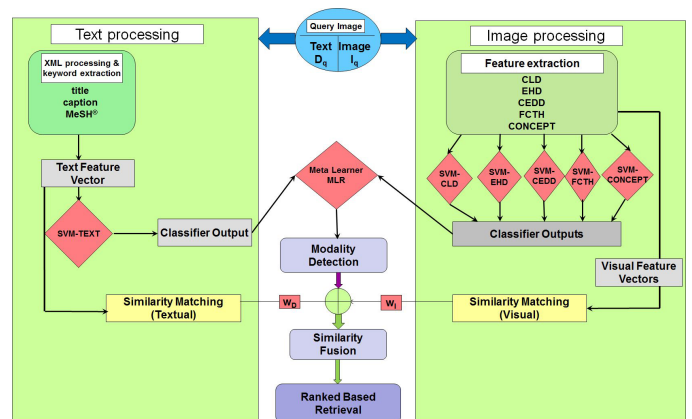 Text processing
Query Image
Text Image
Dq Iq
Image processing
XML processing &
keyword extraction
title
caption
MeSH®
Feature extraction
CLD
EHD
CEDD
FCTH
CONCEPT
Text Feature
Vector
Meta Learner
MLR
SVM-
CLD
SVM-
EHD
SVM-
CEDD
SVM-
FCTH
SVM-
CONCEPT
SVM-TEXT
Classifier Output
Classifier Outputs
Modality
Detection
Visual Feature
Vectors
Similarity Matching
(Textual)
WD
WI
Similarity Matching
(Visual)
Similarity
Fusion
Ranked Based
Retrieval